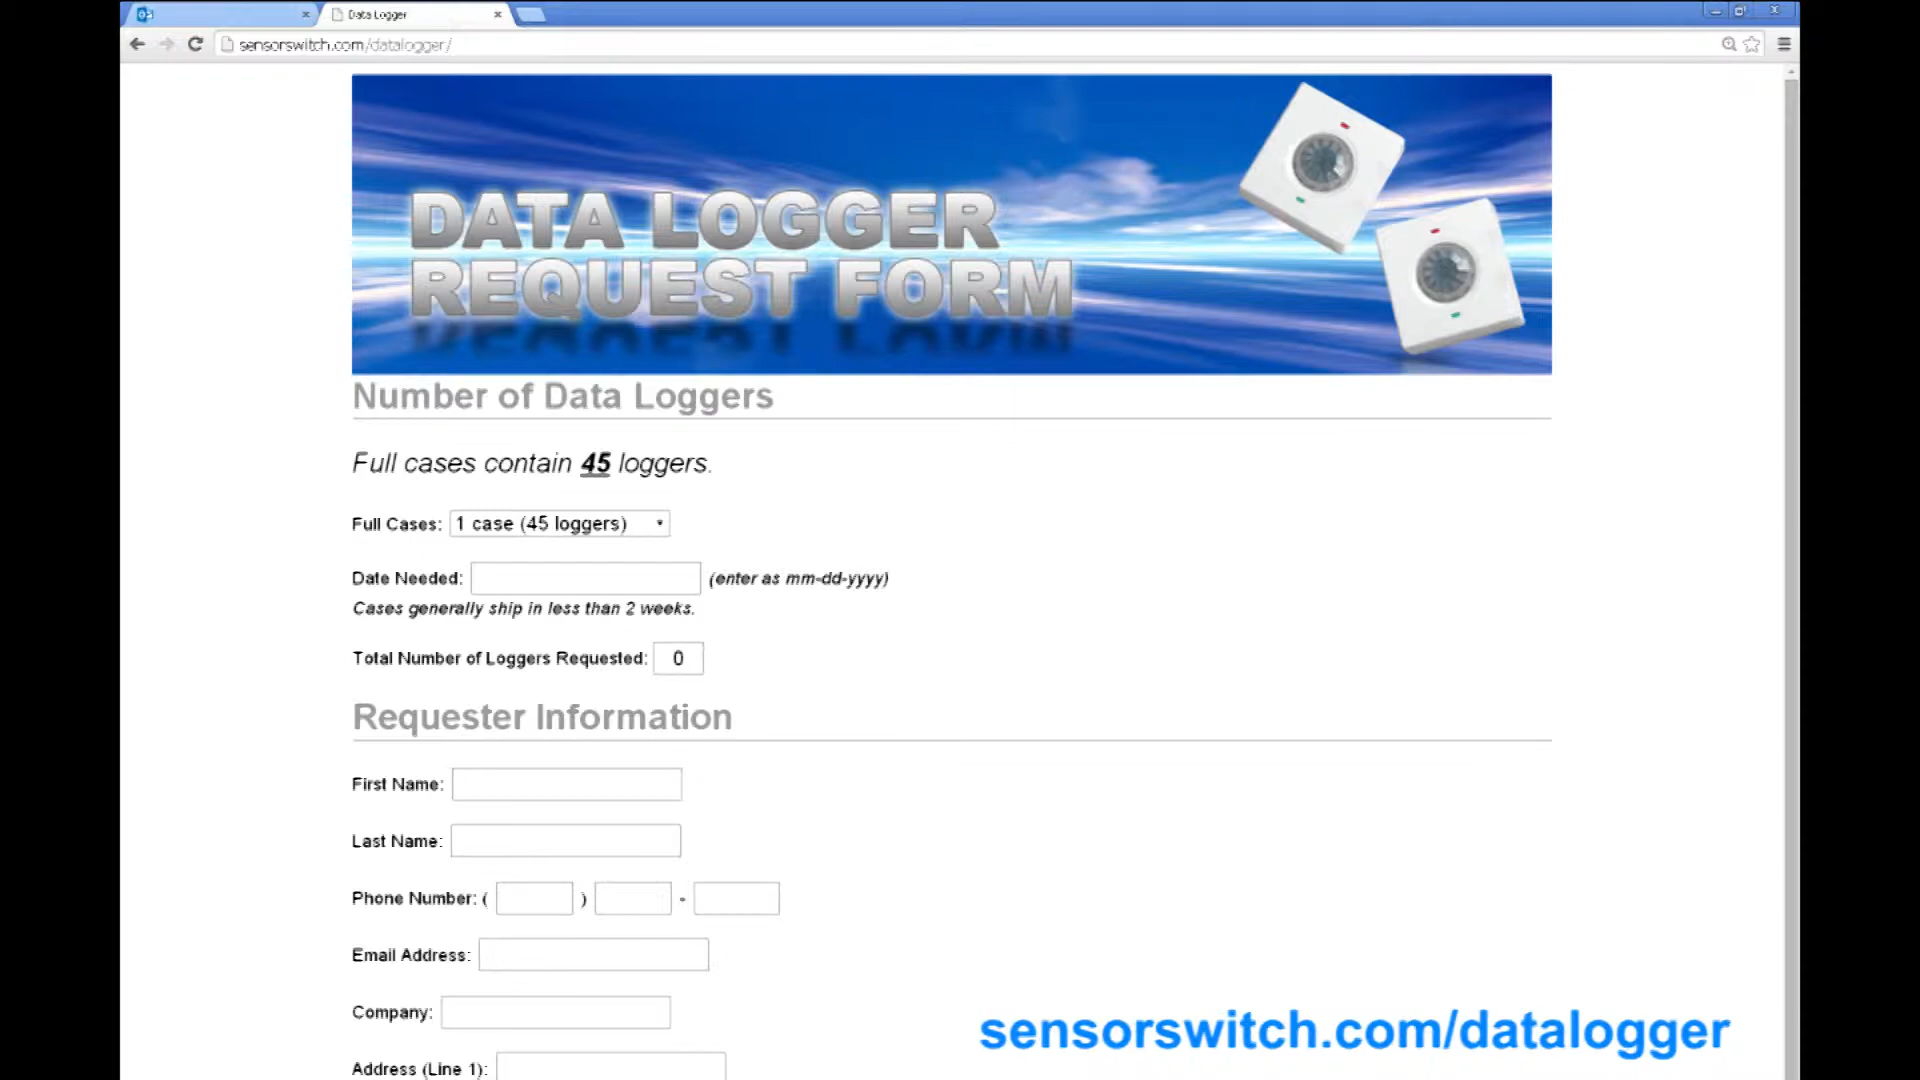 Data Logger
sensorswitch.com/datalogger/
DATA LOGGER
REQUEST FORM
Number of Data Loggers
Full cases contain 45 loggers.
Full Cases: 1 case (45 loggers)
Date Needed: (enter as mm-dd-yyyy)
Cases generally ship in less than 2 weeks.
Total Number of Loggers Requested: 0
Requester Information
First Name:
Last Name:
Phone Number: ( ) -
Email Address:
Company:
Address (Line 1):
sensorswitch.com/datalogger